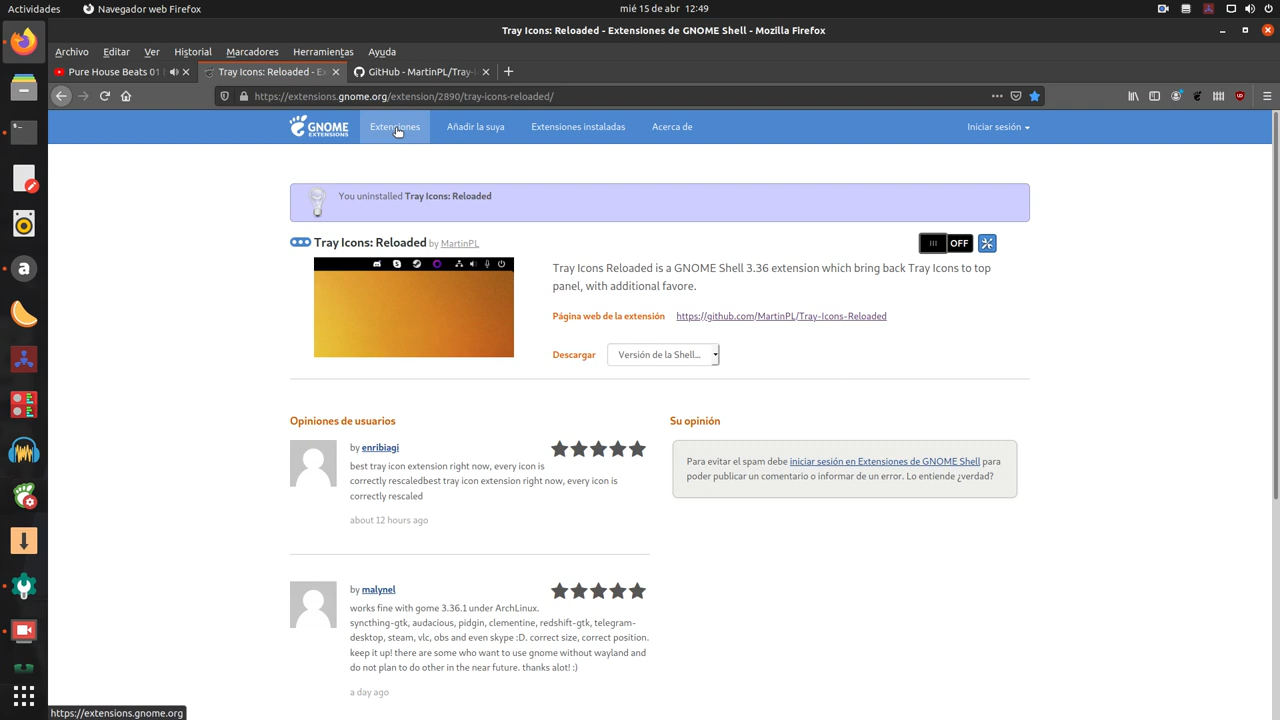 Actividades
Navegador web Firefox
mié 15 de abr 12:49
Tray Icons: Reloaded - Extensiones de GNOME Shell - Mozilla Firefox
Archivo Editar Ver Historial Marcadores Herramientas Ayuda
Pure House Beats 01
Tray Icons: Reloaded - Ex
GitHub - MartinPL/Tray-I
https://extensions.gnome.org/extension/2890/tray-icons-reloaded/
GNOME EXTENSIONS
Extensiones
Añadir la suya
Extensiones instaladas
Acerca de
Iniciar sesión
You uninstalled Tray Icons: Reloaded
Tray Icons: Reloaded by MartinPL
OFF
Tray Icons Reloaded is a GNOME Shell 3.36 extension which bring back Tray Icons to top
panel, with additional favore.
Página web de la extensión https://github.com/MartinPL/Tray-Icons-Reloaded
Descargar Versión de la Shell...
Opiniones de usuarios
by enribiagi
best tray icon extension right now, every icon is
correctly rescaledbest tray icon extension right now, every icon is
correctly rescaled
about 12 hours ago
by malynel
works fine with gome 3.36.1 under ArchLinux.
syncthing-gtk, audacious, pidgin, clementine, redshift-gtk, telegram-
desktop, steam, vlc, obs and even skype :D. correct size, correct position.
keep it up! there are some who want to use gnome without wayland and
do not plan to do other in the near future. thanks alot! :)
a day ago
Su opinión
Para evitar el spam debe iniciar sesión en Extensiones de GNOME Shell para
poder publicar un comentario o informar de un error. Lo entiende ¿verdad?
https://extensions.gnome.org